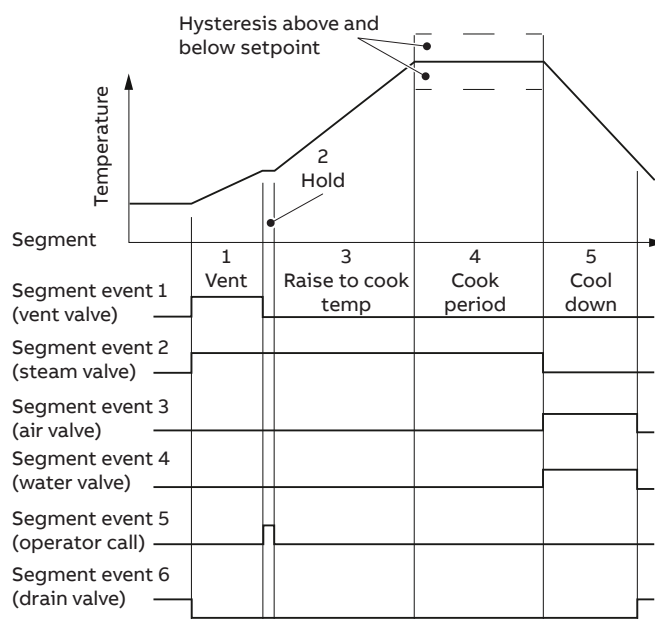 Hysteresis above and
below setpoint
Temperature
2
Hold
Segment
1
Vent
3
Raise to cook
temp
4
Cook
period
5
Cool
down
Segment event 1
(vent valve)
Segment event 2
(steam valve)
Segment event 3
(air valve)
Segment event 4
(water valve)
Segment event 5
(operator call)
Segment event 6
(drain valve)